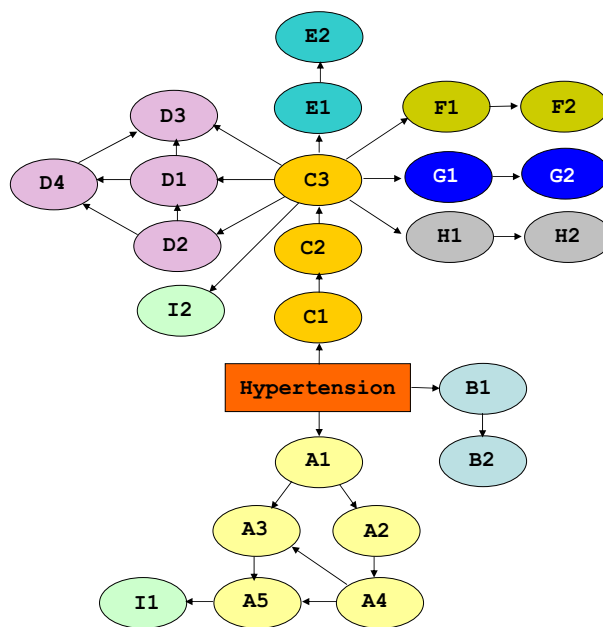 E2
D3
E1
F1
F2
D4
D1
C3
G1
G2
D2
C2
H1
H2
I2
C1
Hypertension
B1
A1
B2
A3
A2
I1
A5
A4